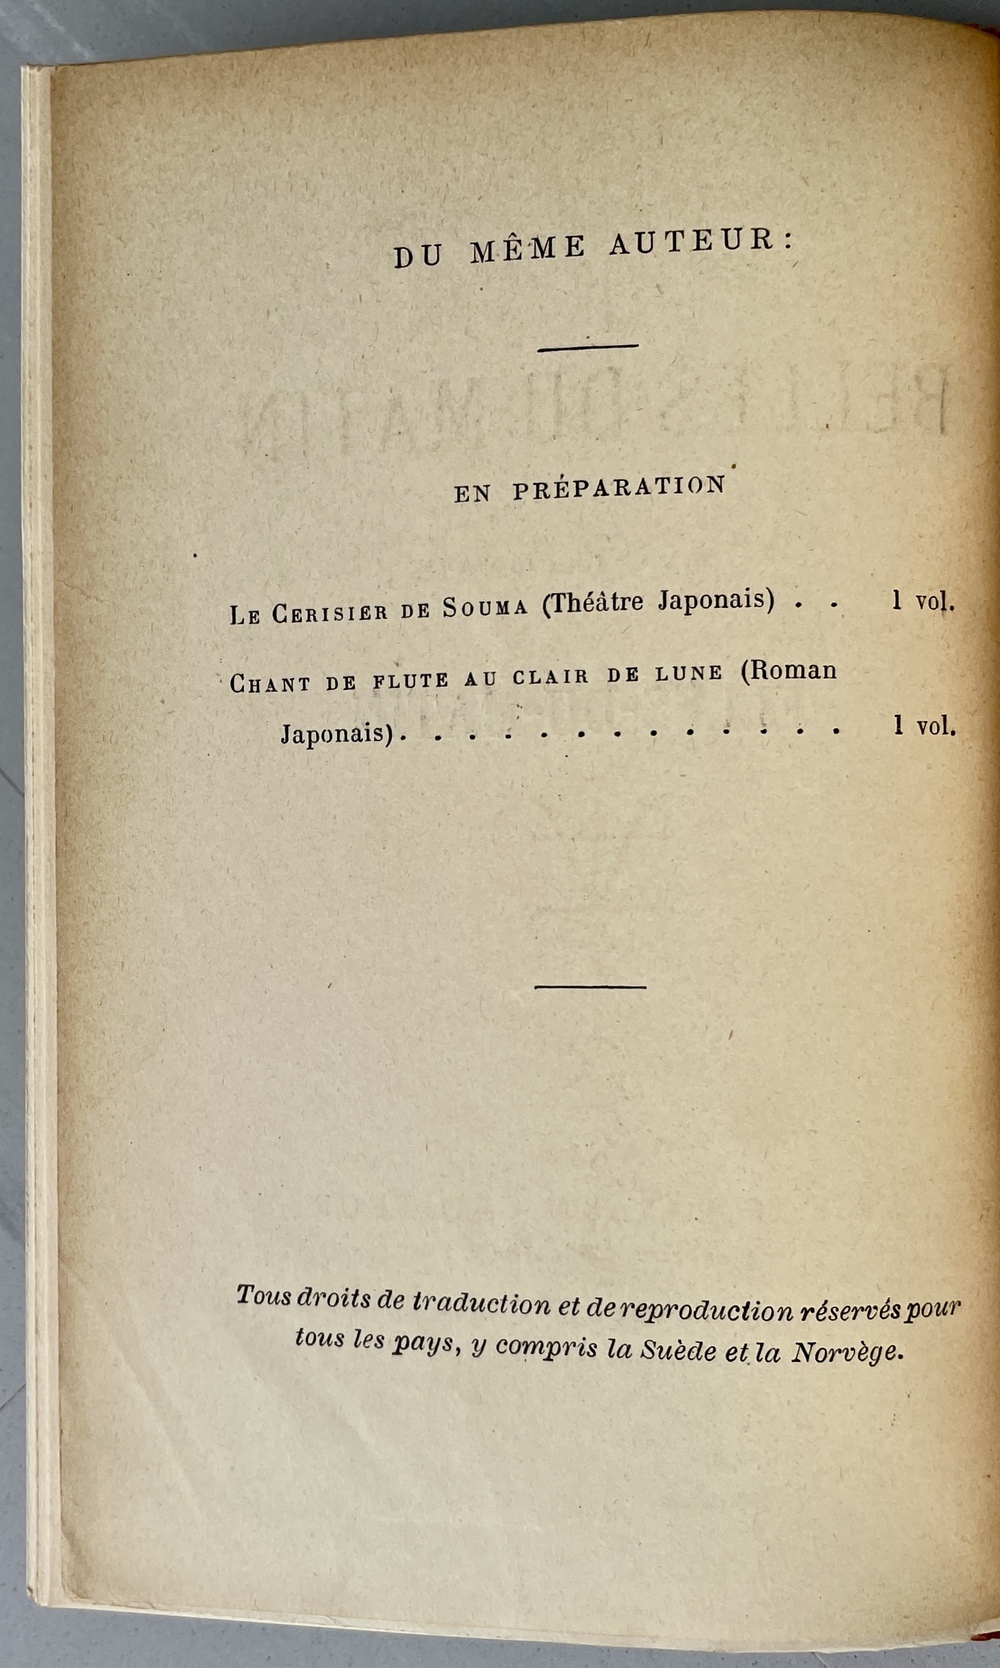 DU MÊME AUTEUR:
EN PRÉPARATION
LE CERISIER DE SOUMA (Théâtre Japonais) . . 1 vol.
CHANT DE FLUTE AU CLAIR DE LUNE (Roman
Japonais). . . . . . . . . . . . . 1 vol.
Tous droits de traduction et de reproduction réservés pour
tous les pays, y compris la Suède et la Norvège.